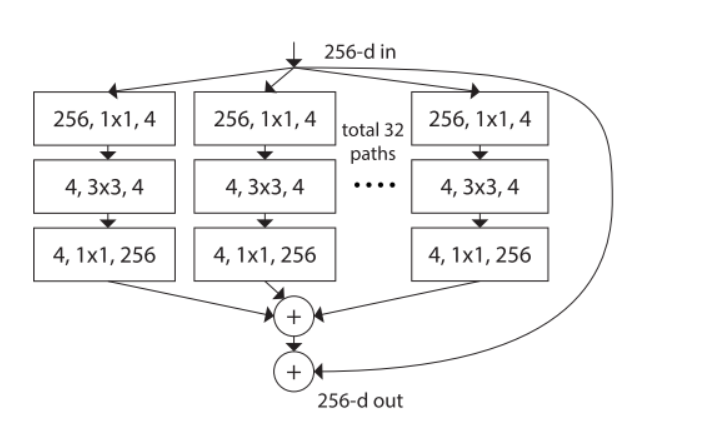 256-d in
256, 1x1, 4
256, 1x1, 4
total 32
paths
256, 1x1, 4
4, 3x3, 4
4, 3x3, 4
....
4, 3x3, 4
4, 1x1, 256
4, 1x1, 256
4, 1x1, 256
+
+
256-d out